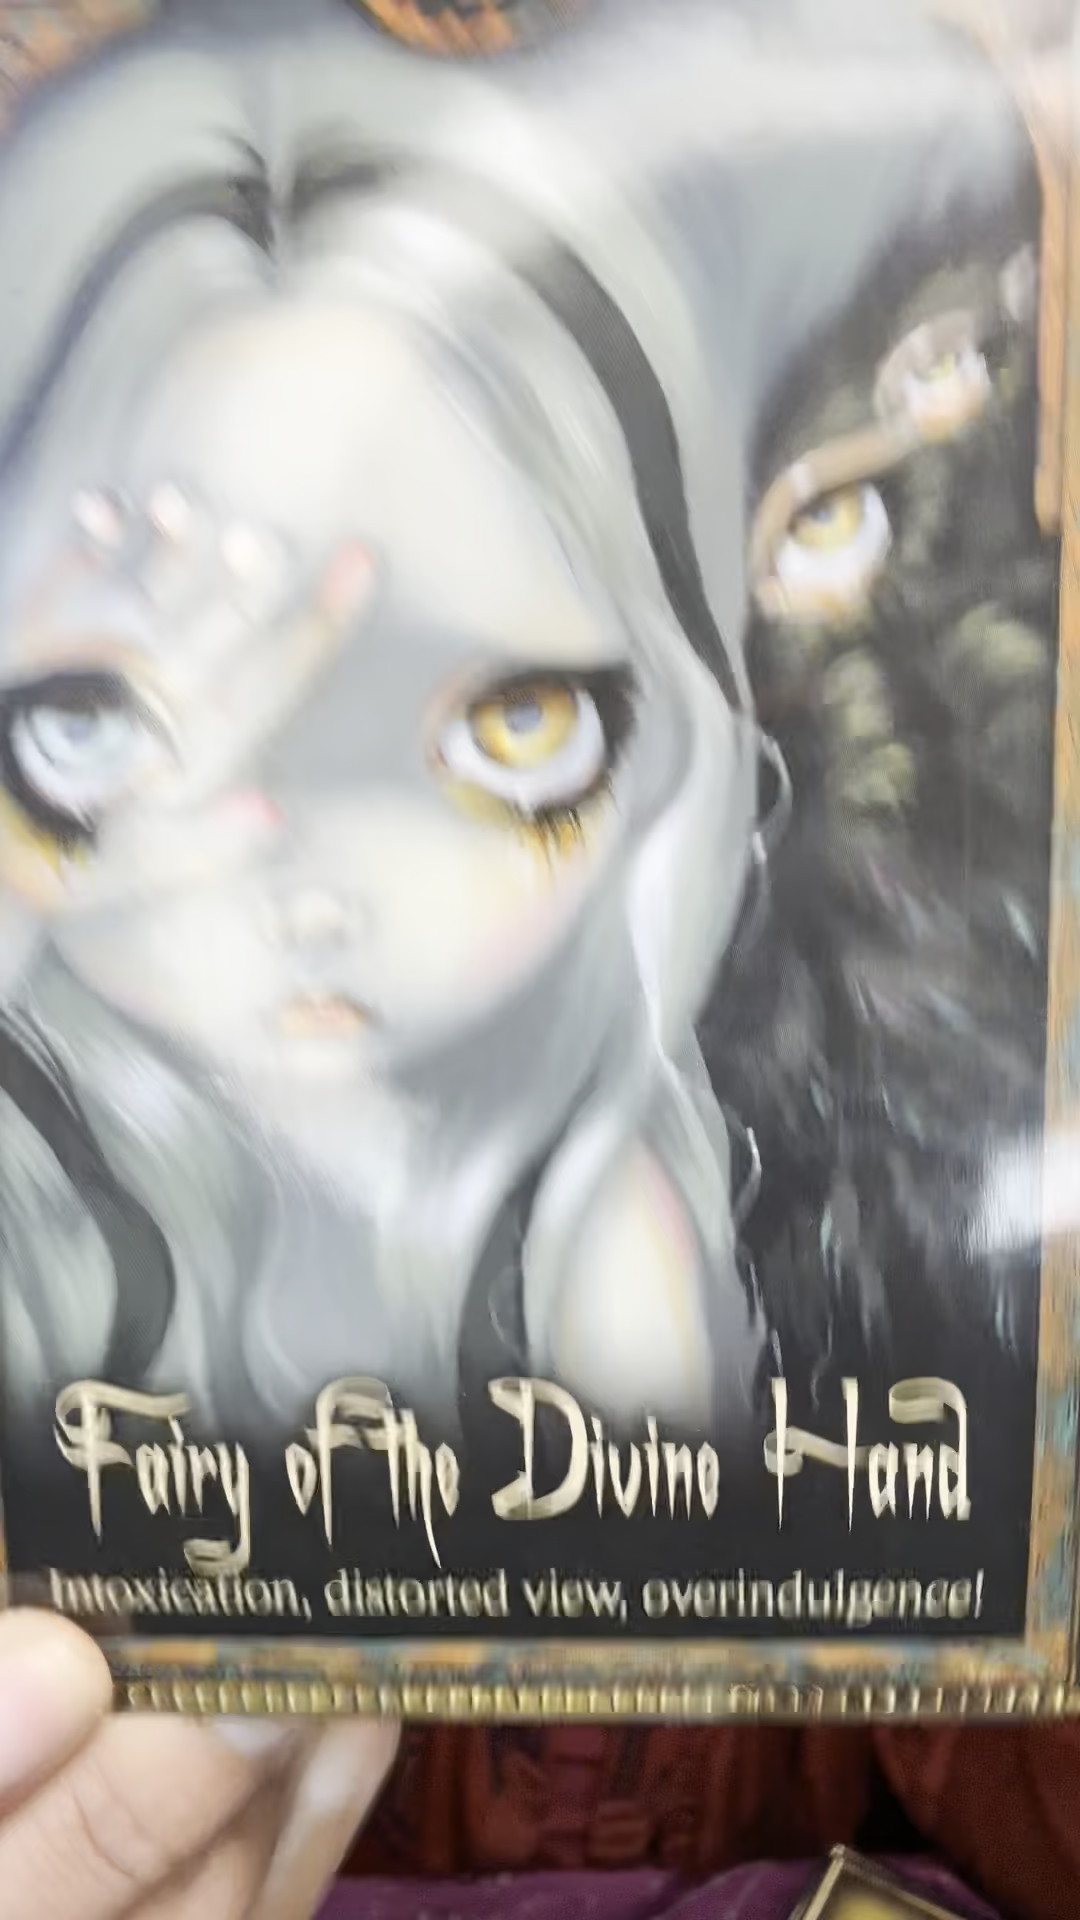 Fairy of the Divine Hand
Intoxication, distorted view, overindulgence!